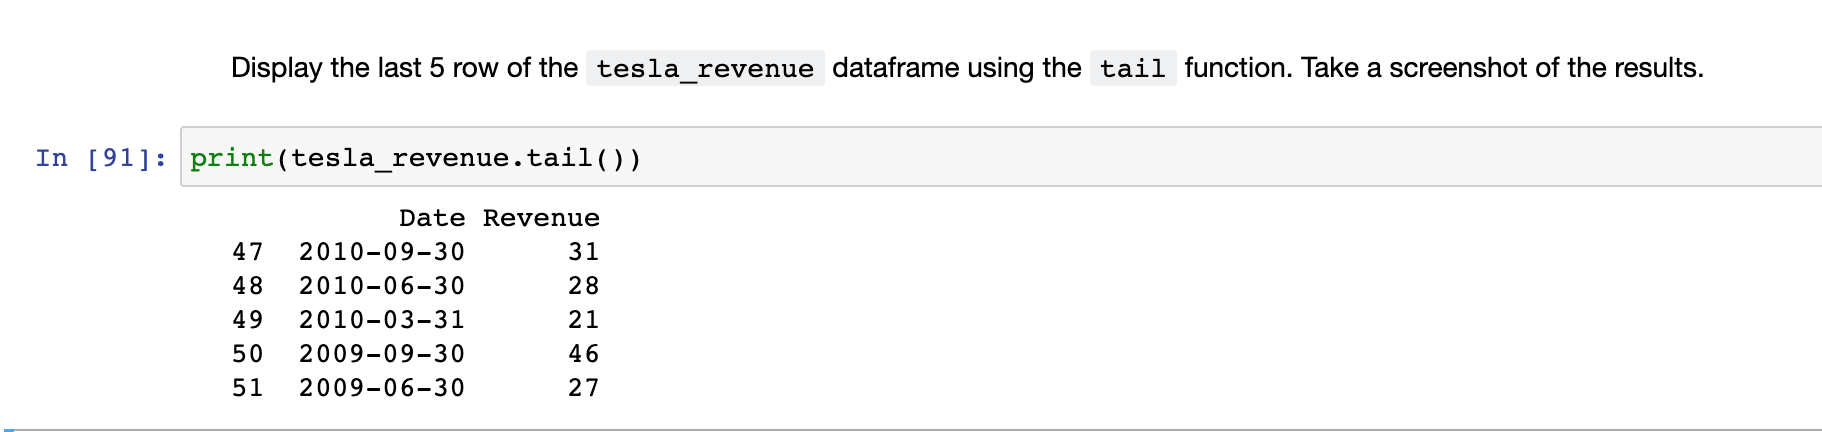 Display the last 5 row of the tesla_revenue dataframe using the tail function. Take a screenshot of the results.
In [91]: print(tesla_revenue.tail())
Date Revenue
47 2010-09-30 31
48 2010-06-30 28
49 2010-03-31 21
50 2009-09-30 46
51 2009-06-30 27